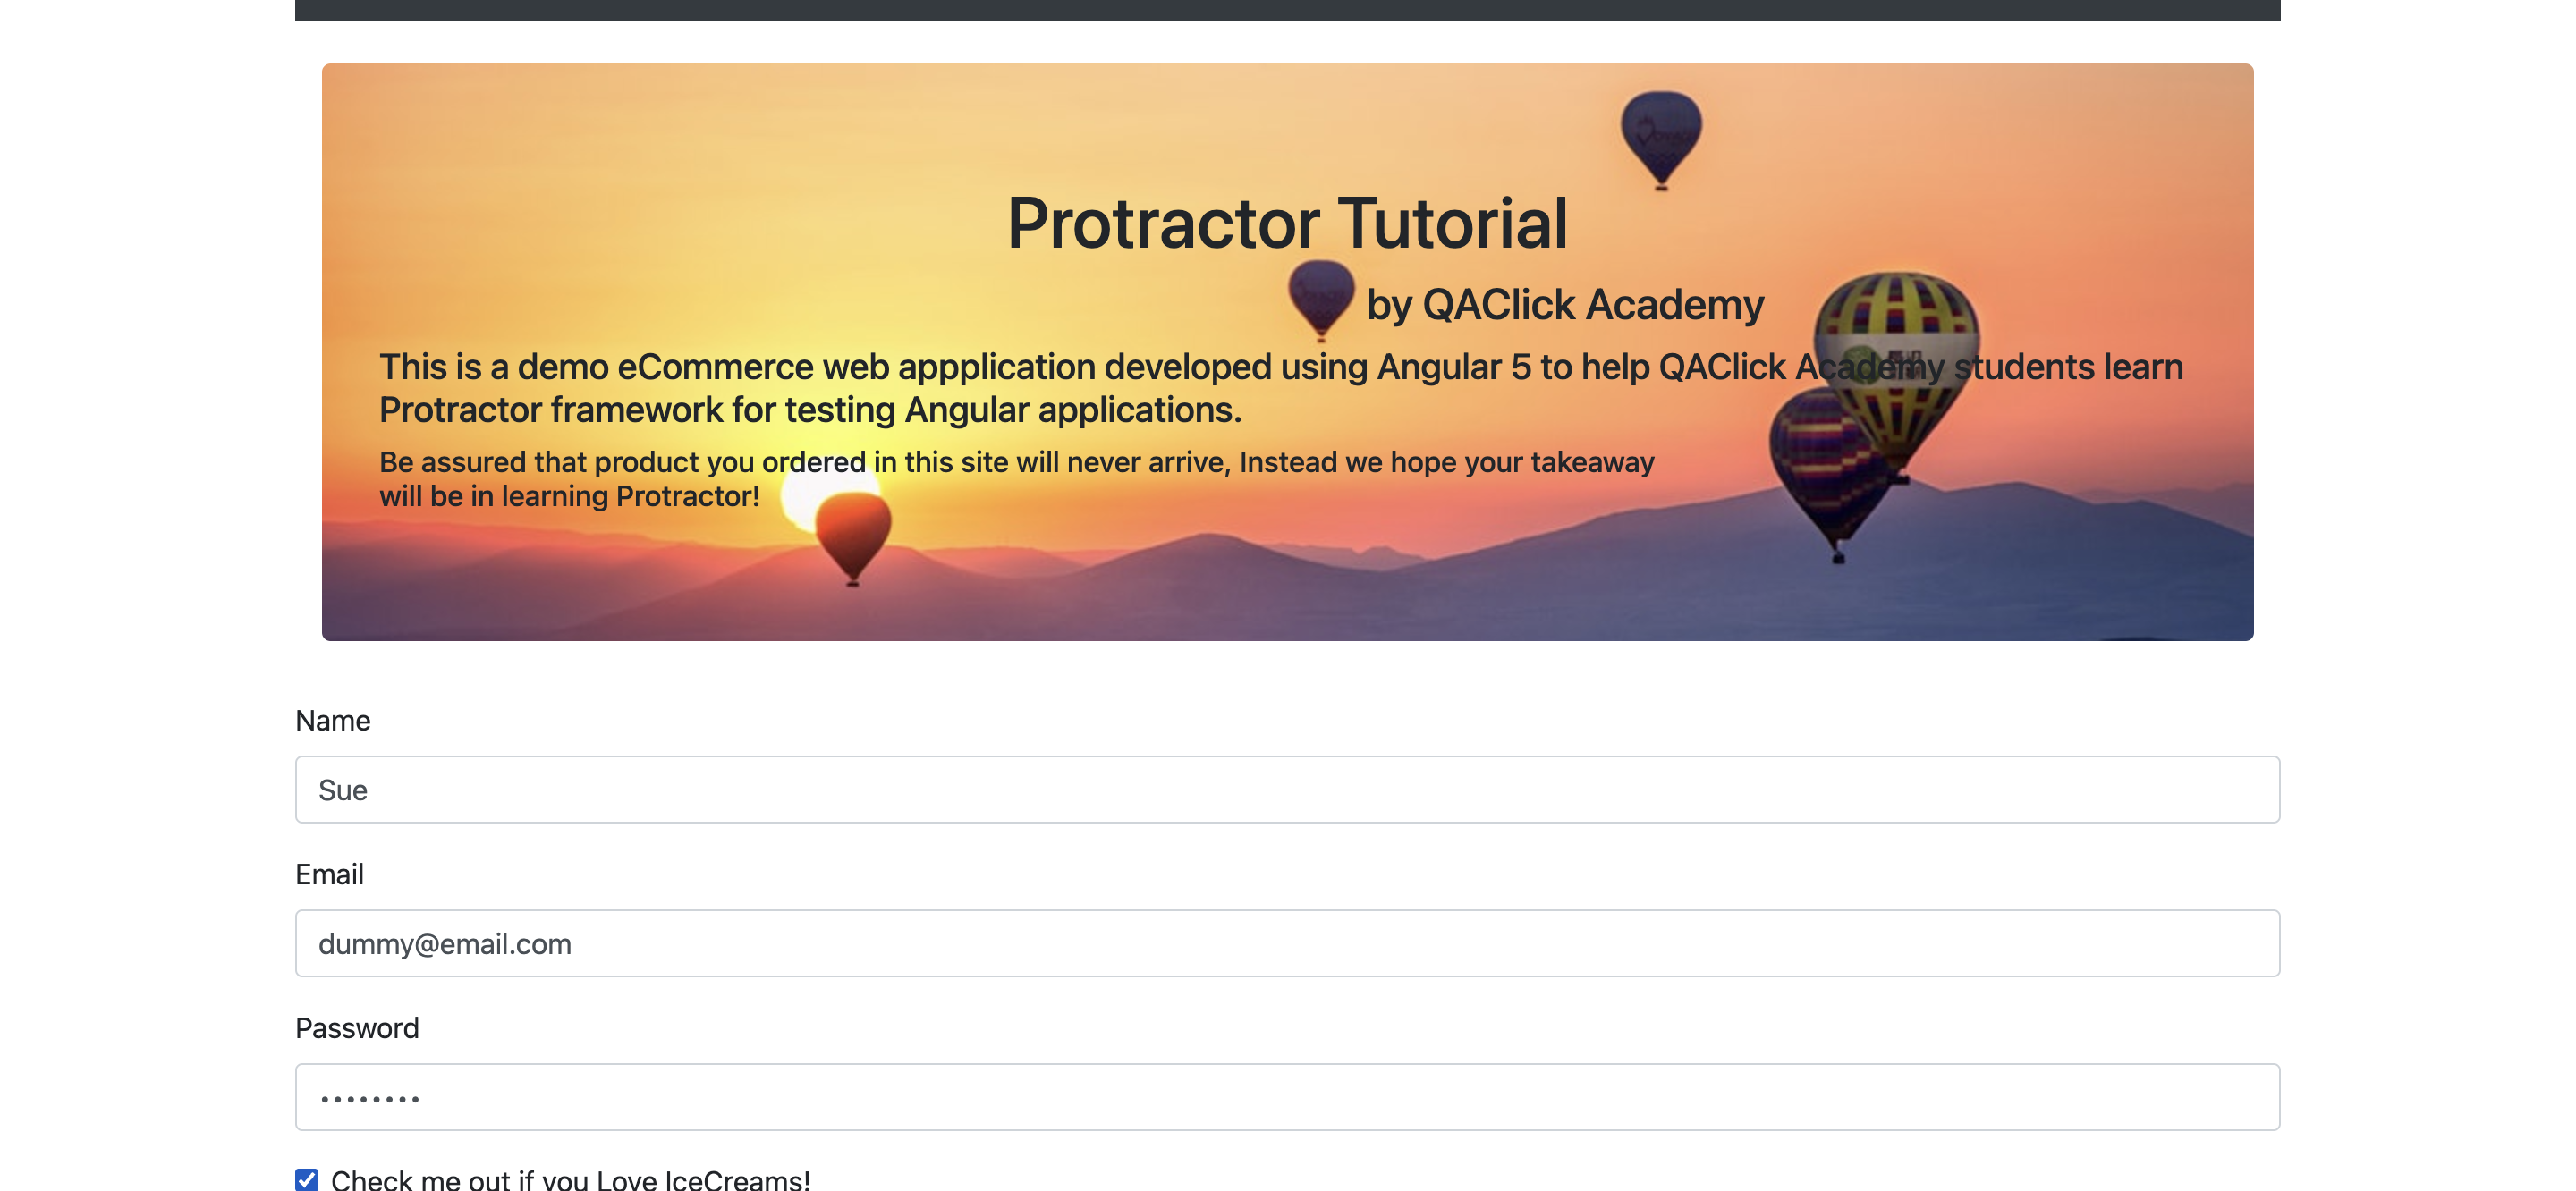 Protractor Tutorial
by QAClick Academy
This is a demo eCommerce web appplication developed using Angular 5 to help QAClick Academy students learn
Protractor framework for testing Angular applications.
Be assured that product you ordered in this site will never arrive, Instead we hope your takeaway
will be in learning Protractor!
Name
Sue
Email
dummy@email.com
Password
••••••••
Check me out if you Love IceCreams!